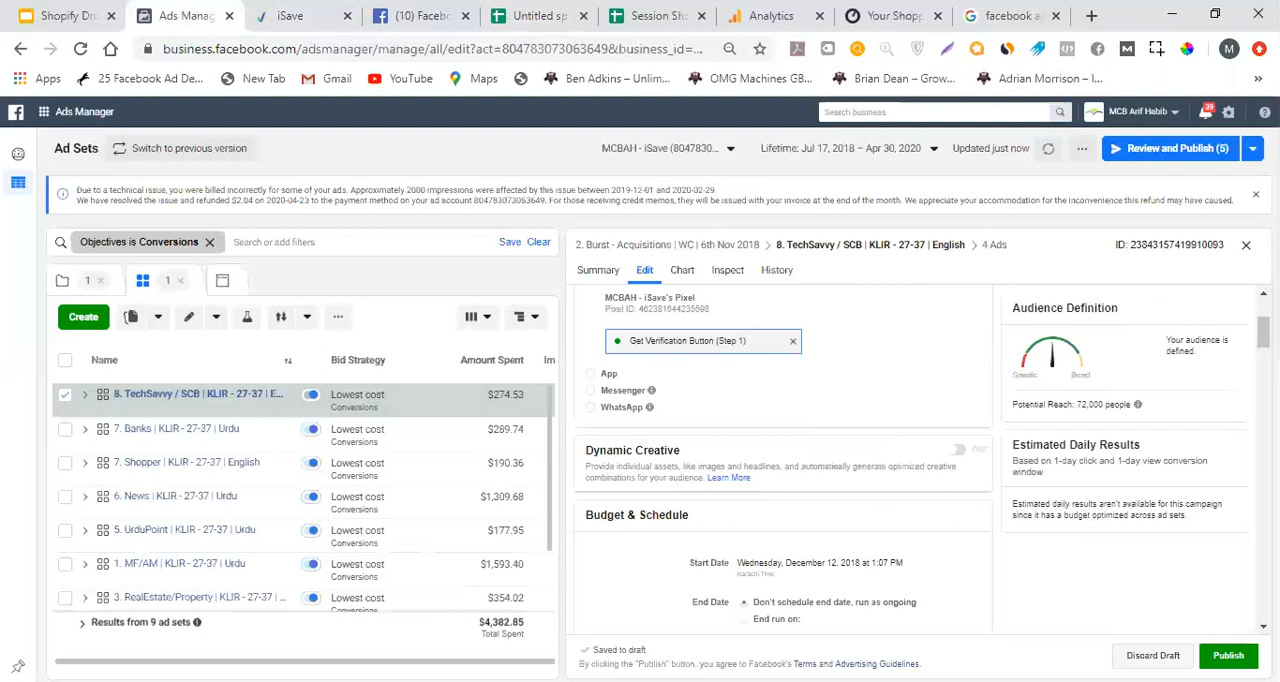 Shopify Dro
Ads Manag
iSave
(10) Facebo
Untitled sp
Session Sh
Analytics
Your Shopp
facebook a
business.facebook.com/adsmanager/manage/all/edit?act=8047830730636498&business_id=...
M
Apps
25 Facebook Ad De...
New Tab
Gmail
YouTube
Maps
Ben Adkins – Unlim...
OMG Machines GB...
Brian Dean – Grow...
Adrian Morrison – I...
»
Ads Manager
Search business
MCB Arif Habib
39
Ad Sets
Switch to previous version
MCBAH - iSave (8047830...
Lifetime: Jul 17, 2018 – Apr 30, 2020
Updated just now
Review and Publish (5)
Due to a technical issue, you were billed incorrectly for some of your ads. Approximately 2000 impressions were affected by this issue between 2019-12-01 and 2020-02-29.
We have resolved the issue and refunded $2.04 on 2020-04-23 to the payment method on your ad account 804783073063649. For those receiving credit memos, they will be issued with your invoice at the end of the month. We appreciate your accommodation for the inconvenience this refund may have caused.
Objectives is Conversions
Search or add filters
Save Clear
1
1
Create
Name
Bid Strategy
Amount Spent
Im
8. TechSavvy / SCB | KLIR - 27-37 | E...
Lowest cost
Conversions
$274.53
7. Banks | KLIR - 27-37 | Urdu
Lowest cost
Conversions
$289.74
7. Shopper | KLIR - 27-37 | English
Lowest cost
Conversions
$190.36
6. News | KLIR - 27-37 | Urdu
Lowest cost
Conversions
$1,309.68
5. UrduPoint | KLIR - 27-37 | Urdu
Lowest cost
Conversions
$177.95
1. MF/AM | KLIR - 27-37 | Urdu
Lowest cost
Conversions
$1,593.40
3. RealEstate/Property | KLIR - 27-37 | ...
Lowest cost
Conversions
$354.02
Results from 9 ad sets
$4,382.85
Total Spent
2. Burst - Acquisitions | WC | 6th Nov 2018
8. TechSavvy / SCB | KLIR - 27-37 | English
4 Ads
ID: 23843157419910093
Summary
Edit
Chart
Inspect
History
MCBAH - iSave's Pixel
Pixel ID: 462381644235598
Get Verification Button (Step 1)
App
Messenger
WhatsApp
Dynamic Creative
Provide individual assets, like images and headlines, and automatically generate optimized creative
combinations for your audience. Learn More
Budget & Schedule
Start Date
Wednesday, December 12, 2018 at 1:07 PM
Karachi Time
End Date
Don't schedule end date, run as ongoing
End run on:
Audience Definition
Your audience is
defined.
Specific
Broad
Potential Reach: 72,000 people
Estimated Daily Results
Based on 1-day click and 1-day view conversion
window
Estimated daily results aren't available for this campaign
since it has a budget optimized across ad sets.
Saved to draft
By clicking the "Publish" button, you agree to Facebook's Terms and Advertising Guidelines.
Discard Draft
Publish